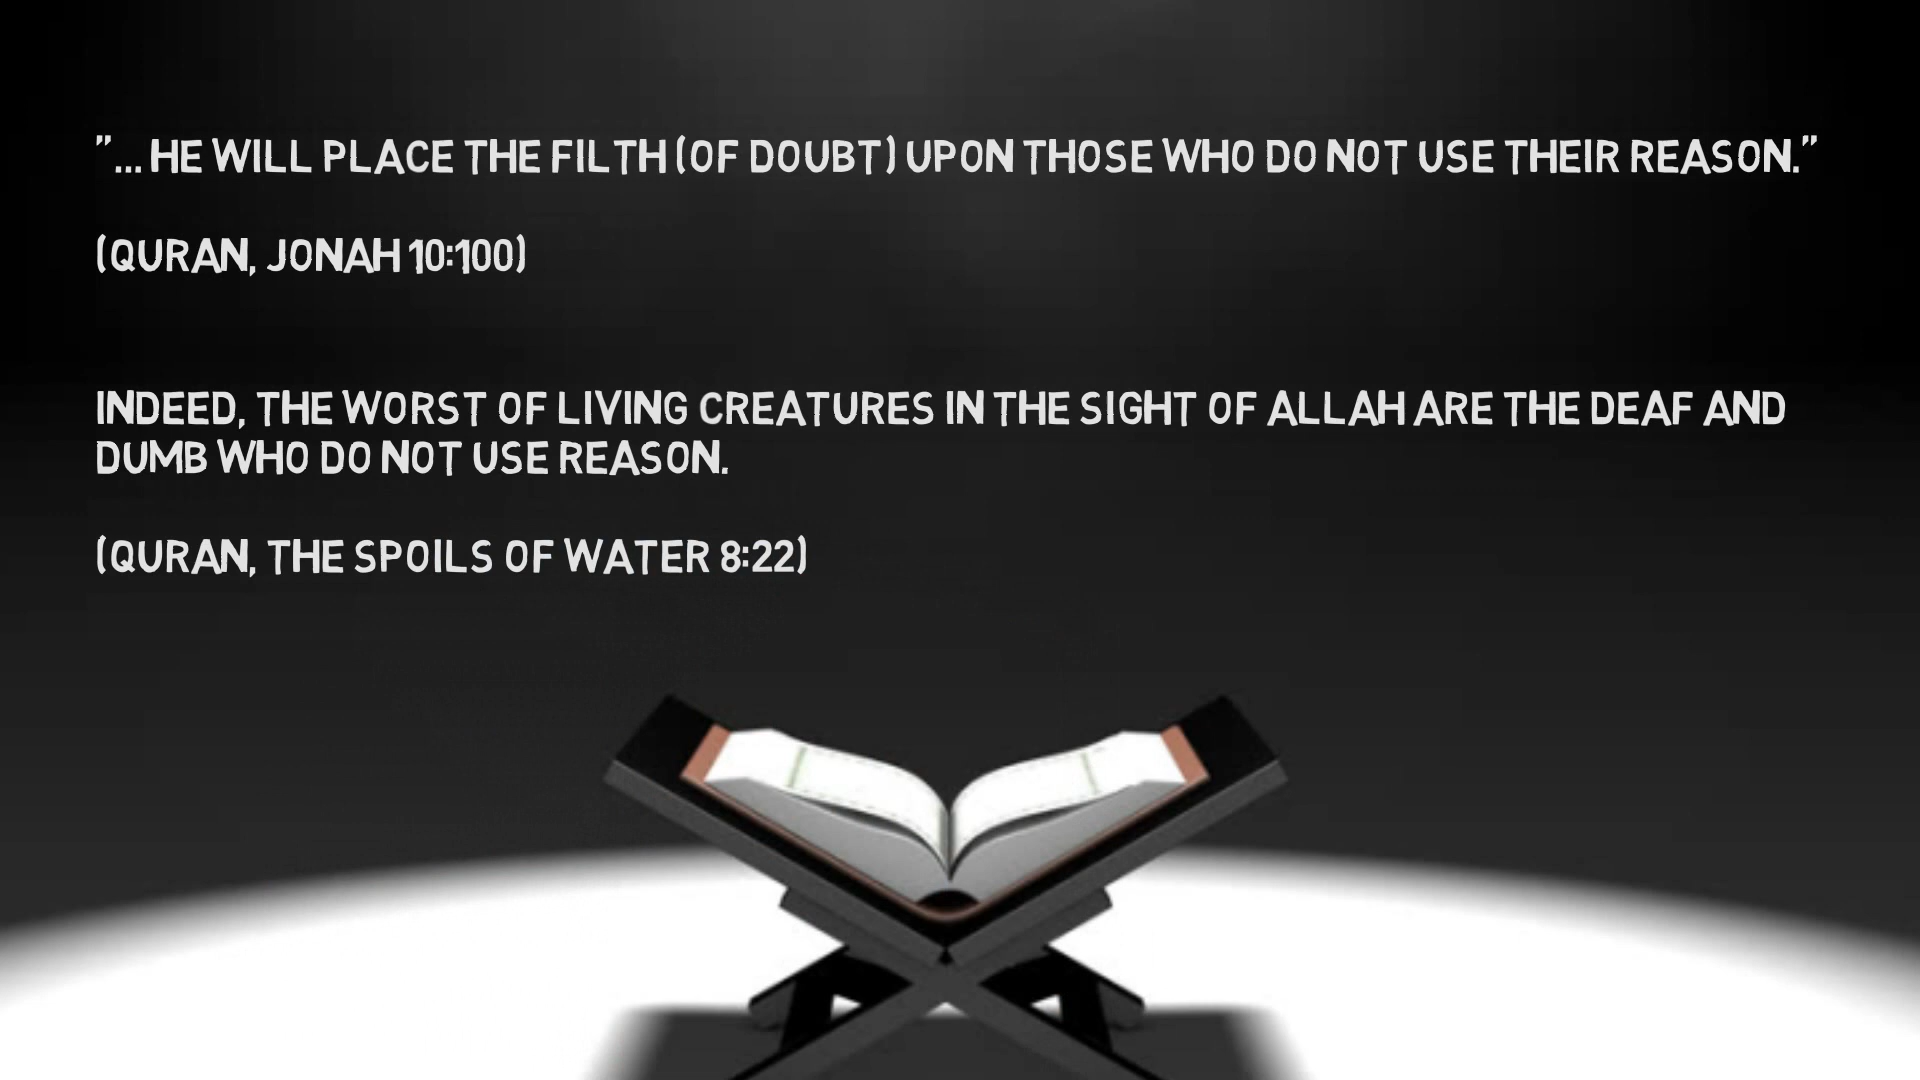 "... HE WILL PLACE THE FILTH (OF DOUBT) UPON THOSE WHO DO NOT USE THEIR REASON."
(QURAN, JONAH 10:100)
INDEED, THE WORST OF LIVING CREATURES IN THE SIGHT OF ALLAH ARE THE DEAF AND
DUMB WHO DO NOT USE REASON.
(QURAN, THE SPOILS OF WATER 8:22)